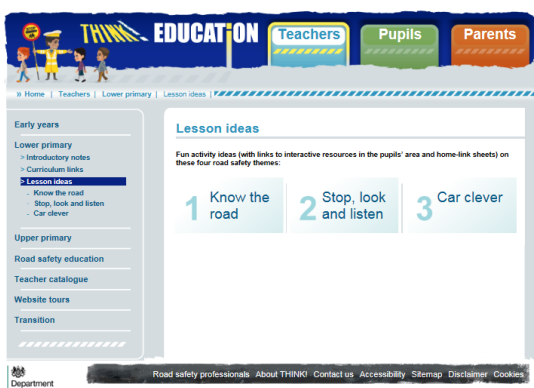 THINK! EDUCATION
Teachers
Pupils
Parents
» Home | Teachers | Lower primary | Lesson ideas |
Early years
Lower primary
> Introductory notes
> Curriculum links
> Lesson ideas
- Know the road
- Stop, look and listen
- Car clever
Upper primary
Road safety education
Teacher catalogue
Website tours
Transition
Lesson ideas
Fun activity ideas (with links to interactive resources in the pupils' area and home-link sheets) on
these four road safety themes:
1 Know the
road
2 Stop, look
and listen
3 Car clever
Department
Road safety professionals About THINK! Contact us Accessibility Sitemap Disclaimer Cookies